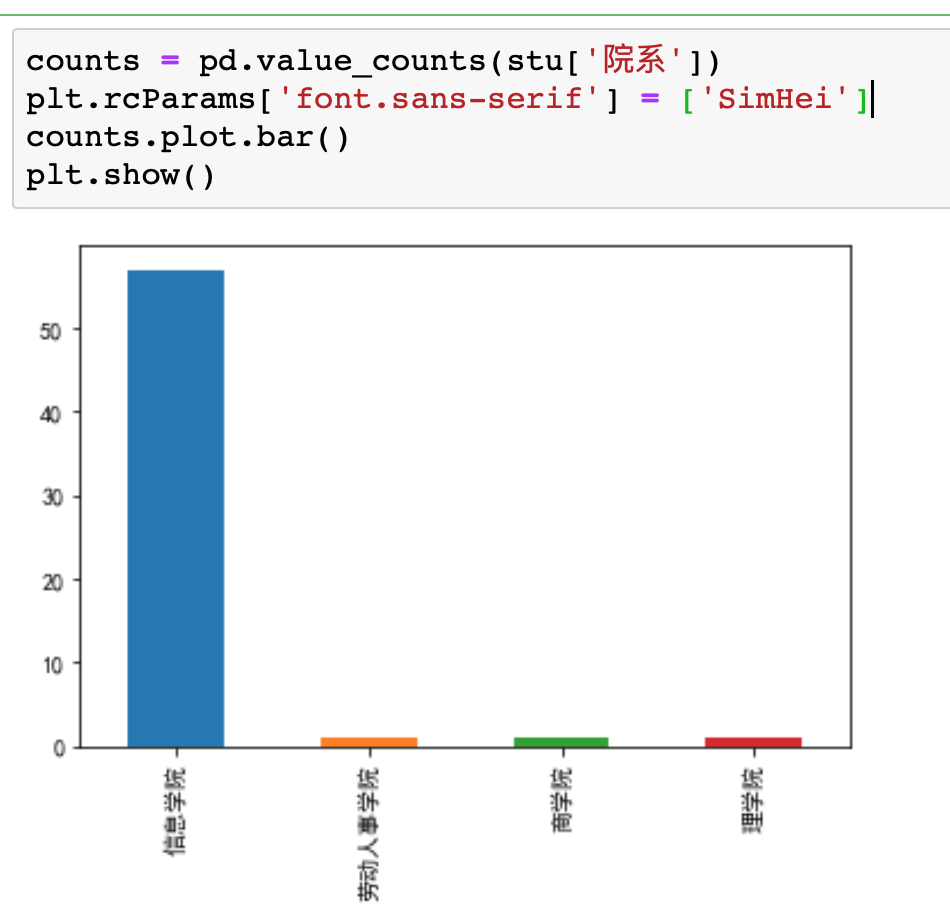 counts = pd.value_counts(stu['院系'])
plt.rcParams['font.sans-serif'] = ['SimHei']
counts.plot.bar()
plt.show()
50
40
30
20
10
0
信息学院
劳动人事学院
商学院
理学院